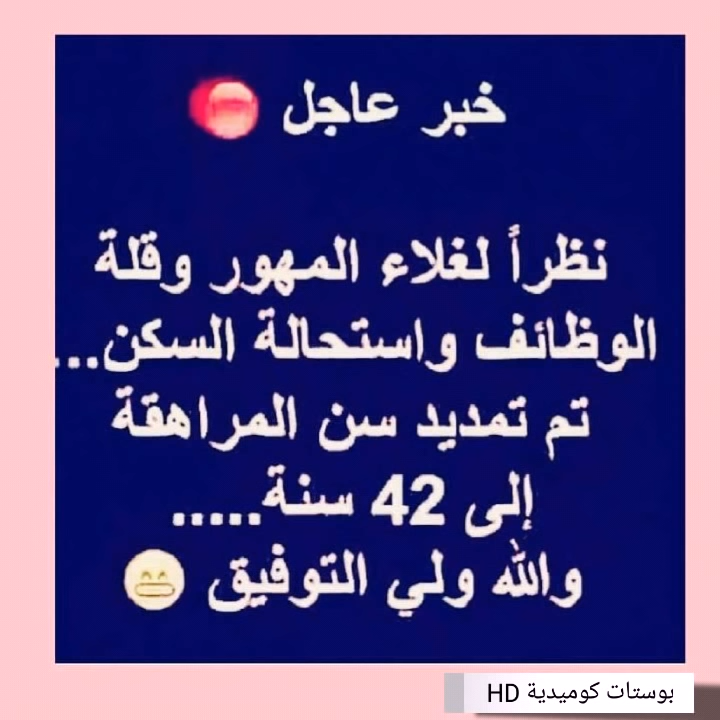 خبر عاجل 🔴
نظراً لغلاء المهور وقلة
الوظائف واستحالة السكن...
تم تمديد سن المراهقة
إلى 42 سنة.....
والله ولي التوفيق 😁
بوستات كوميدية HD